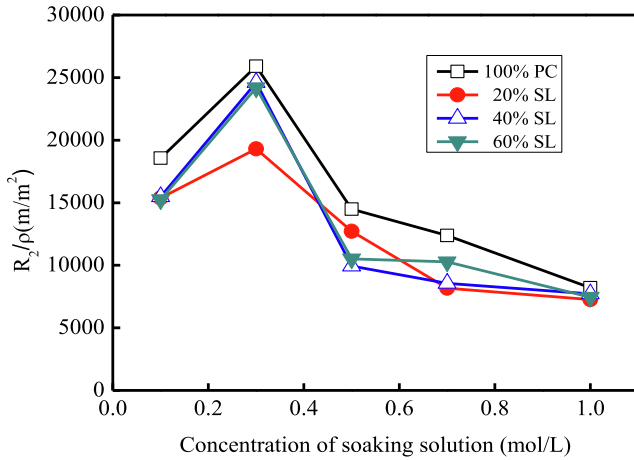 30000
25000
20000
15000
10000
5000
0
R2/ρ(m/m²)
100% PC
20% SL
40% SL
60% SL
0.0 0.2 0.4 0.6 0.8 1.0
Concentration of soaking solution (mol/L)